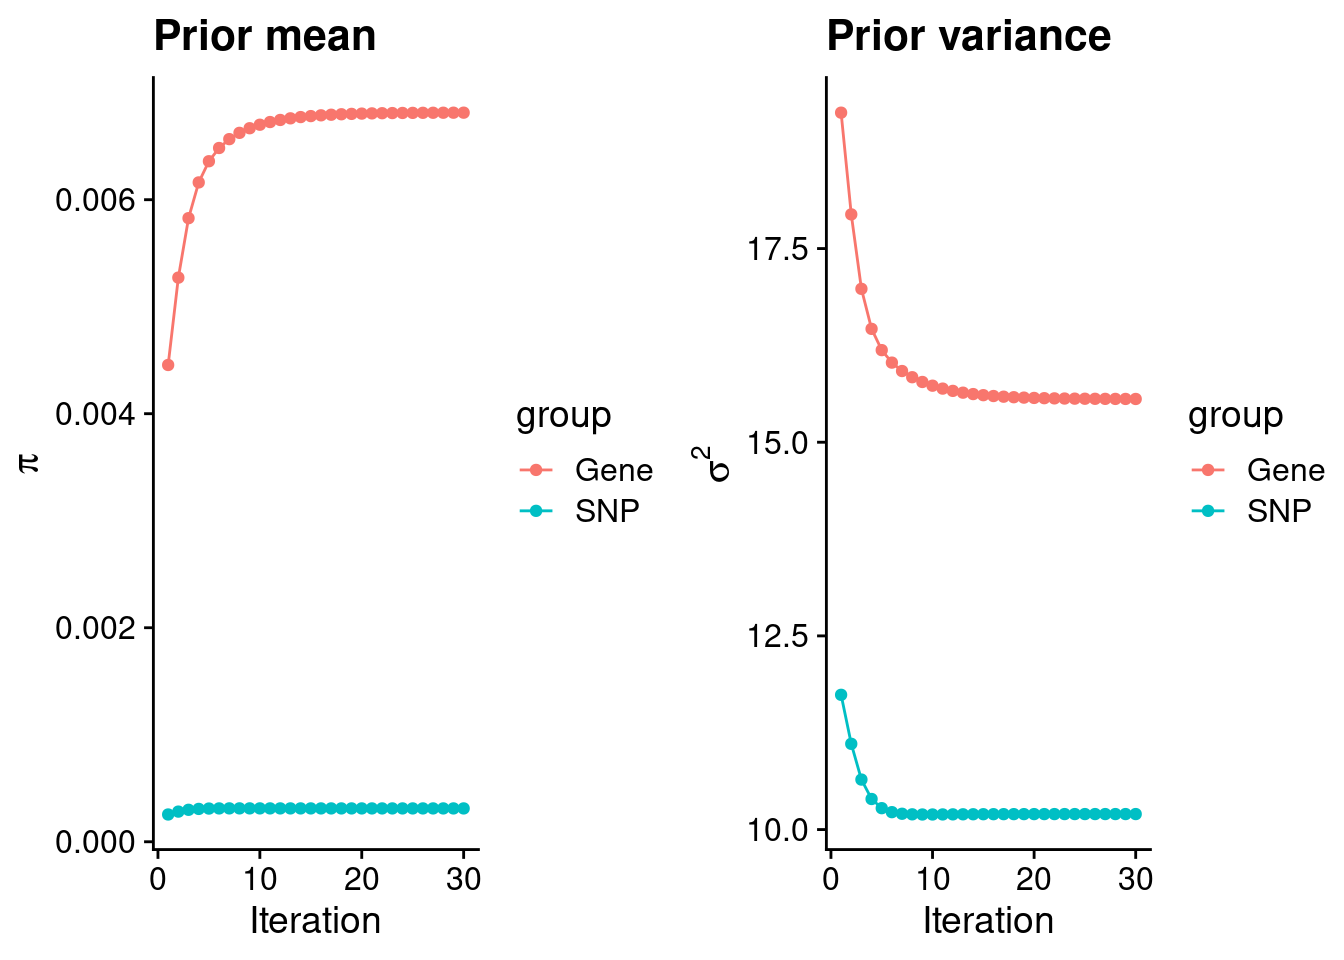 Prior mean
π
0.006
0.004
0.002
0.000
0 10 20 30
Iteration
group
Gene
SNP
Prior variance
σ²
17.5
15.0
12.5
10.0
0 10 20 30
Iteration
group
Gene
SNP